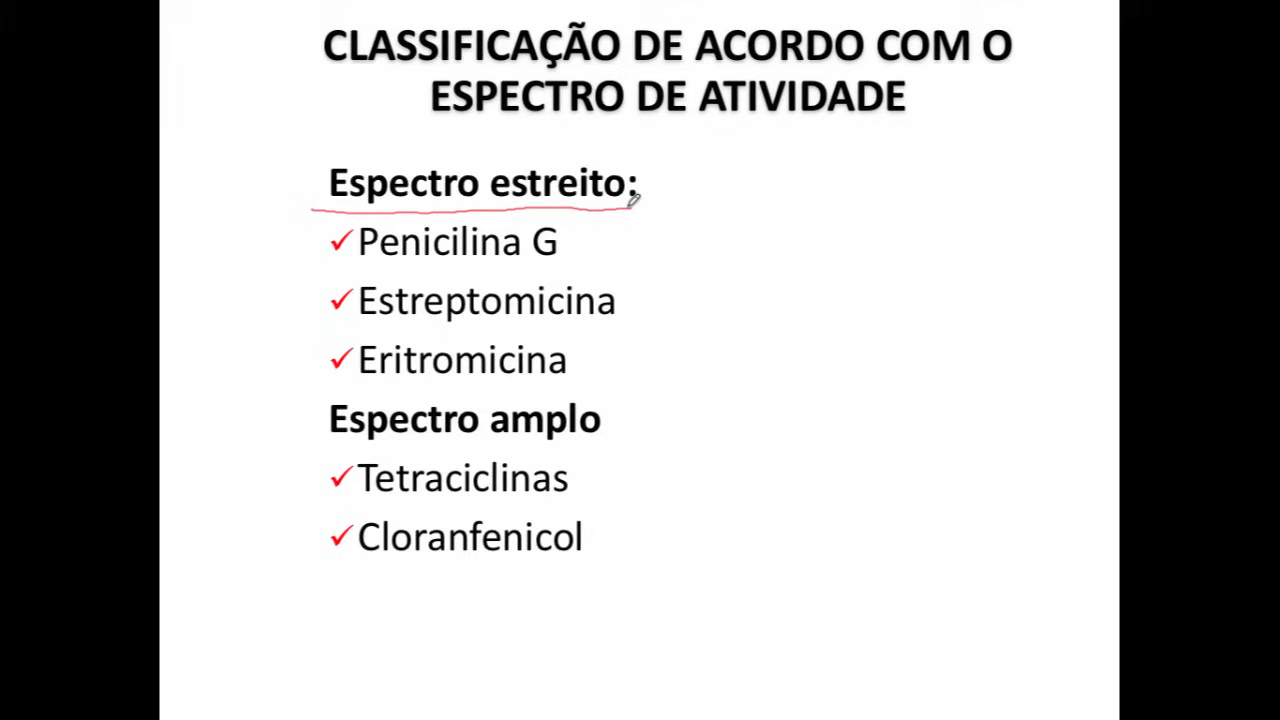 CLASSIFICAÇÃO DE ACORDO COM O
ESPECTRO DE ATIVIDADE
Espectro estreito:
Penicilina G
Estreptomicina
Eritromicina
Espectro amplo
Tetraciclinas
Cloranfenicol